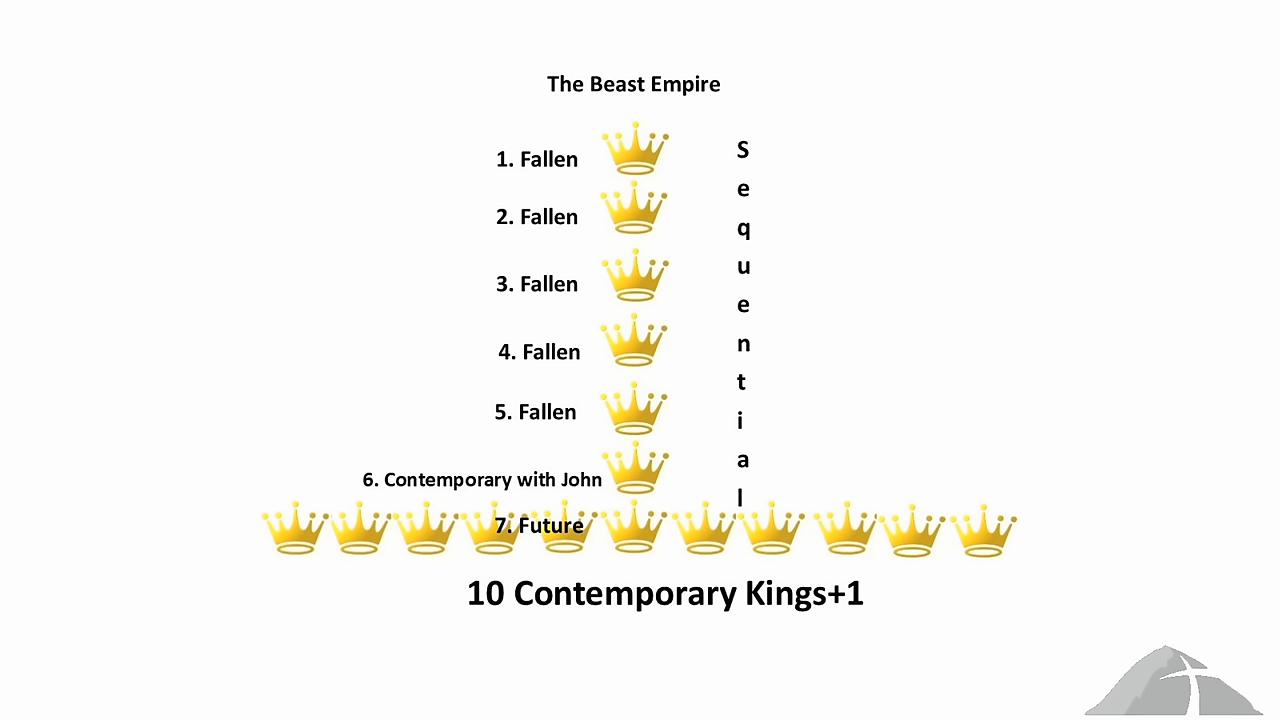 The Beast Empire
1. Fallen
2. Fallen
3. Fallen
4. Fallen
5. Fallen
6. Contemporary with John
7. Future
S
e
q
u
e
n
t
i
a
l
10 Contemporary Kings+1